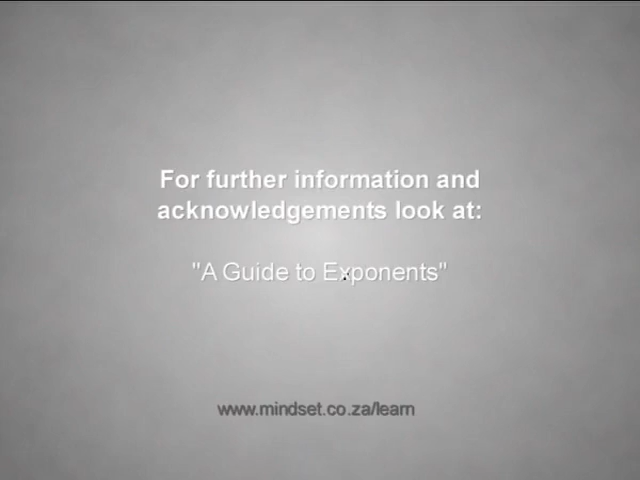 For further information and
acknowledgements look at:
"A Guide to Exponents"
www.mindset.co.za/learn